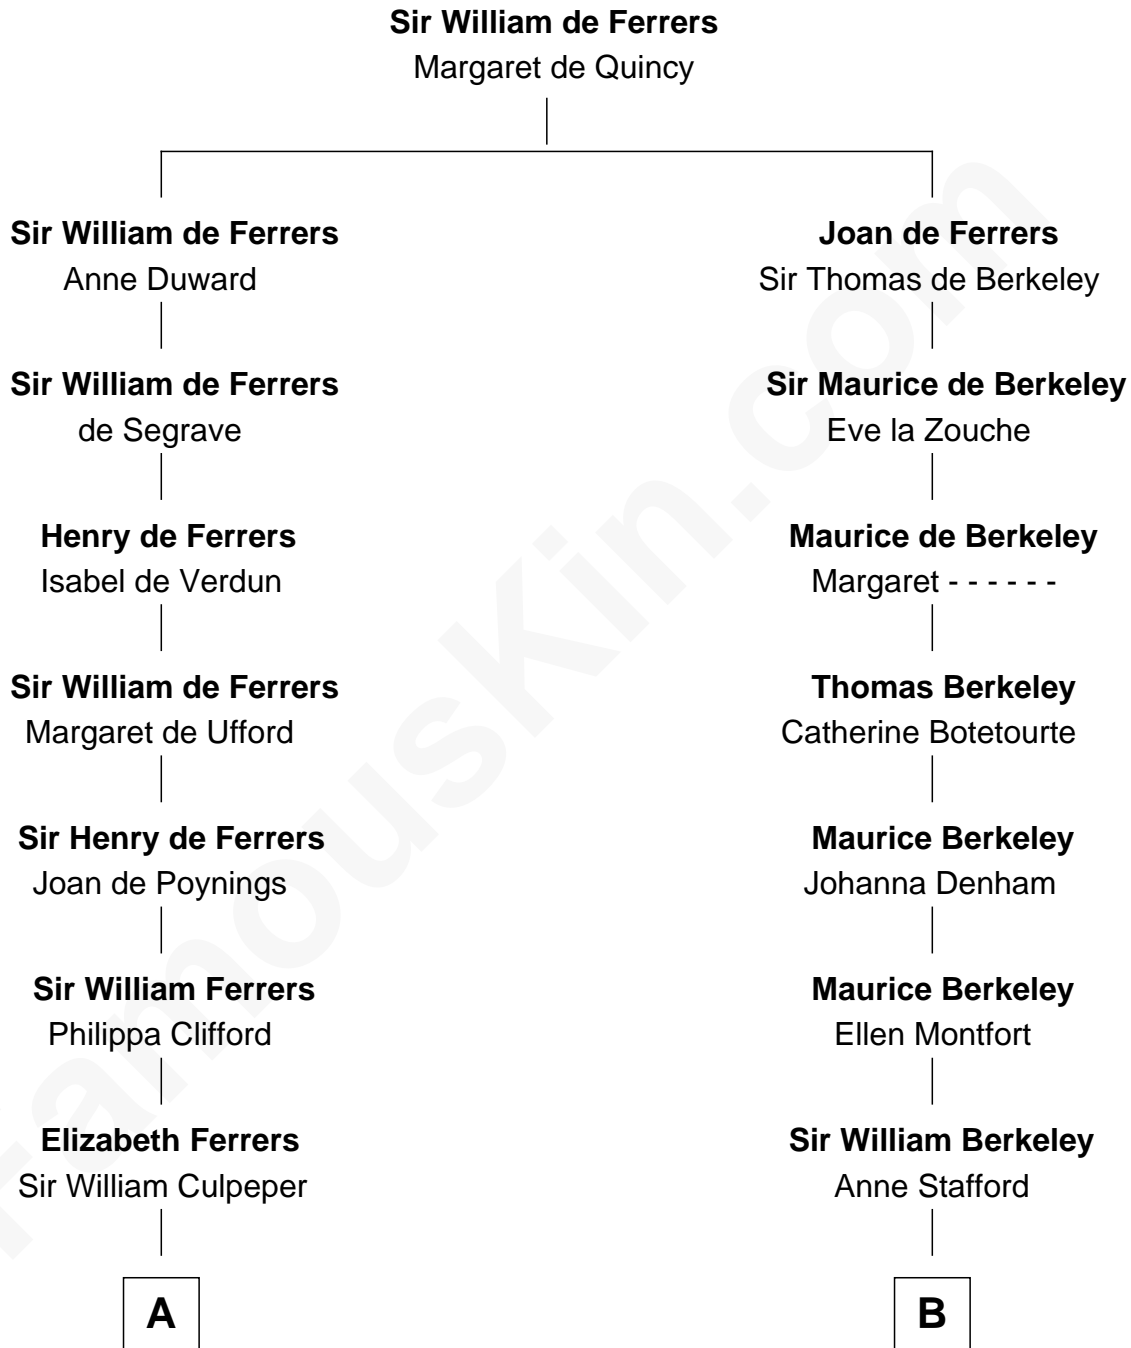 Sir William de Ferrers
Margaret de Quincy
Sir William de Ferrers
Anne Duward
Sir William de Ferrers
de Segrave
Henry de Ferrers
Isabel de Verdun
Sir William de Ferrers
Margaret de Ufford
Sir Henry de Ferrers
Joan de Poynings
Sir William Ferrers
Philippa Clifford
Elizabeth Ferrers
Sir William Culpeper
A
Joan de Ferrers
Sir Thomas de Berkeley
Sir Maurice de Berkeley
Eve la Zouche
Maurice de Berkeley
Margaret - - - - - -
Thomas Berkeley
Catherine Botetourte
Maurice Berkeley
Johanna Denham
Maurice Berkeley
Ellen Montfort
Sir William Berkeley
Anne Stafford
B
FamousKin.com